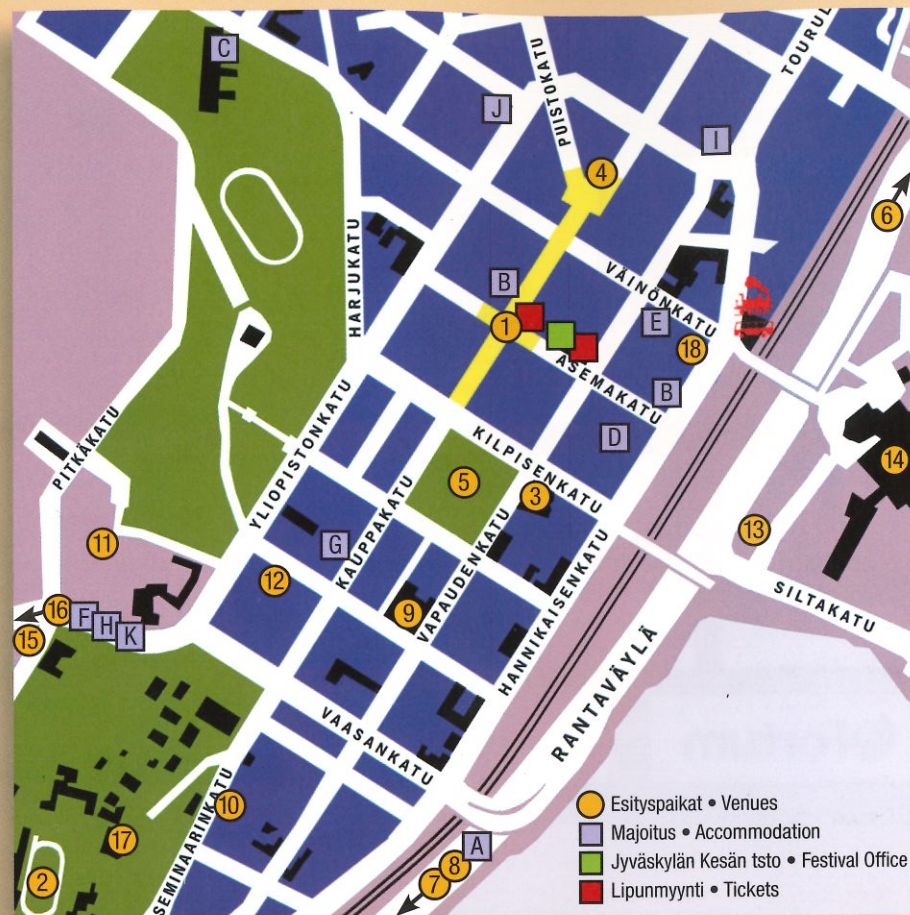 C
J
PUISTOKATU
TOURUL
I
4
6
HARJUKATU
B
1
VÄINÖNKATU
E
18
ASEMAKATU
B
D
14
PITKÄKATU
YLIOPISTONKATU
KILPISENKATU
5
3
13
11
G
KAUPPAKATU
VAPAUDENKATU
HANNIKAISENKATU
12
9
SILTAKATU
16
F
H
K
15
RANTAVÄYLÄ
VAASANKATU
10
SEMINAARINKATU
17
2
A
8
7
Esityspaikat • Venues
Majoitus • Accommodation
Jyväskylän Kesän tsto • Festival Office
Lipunmyynti • Tickets